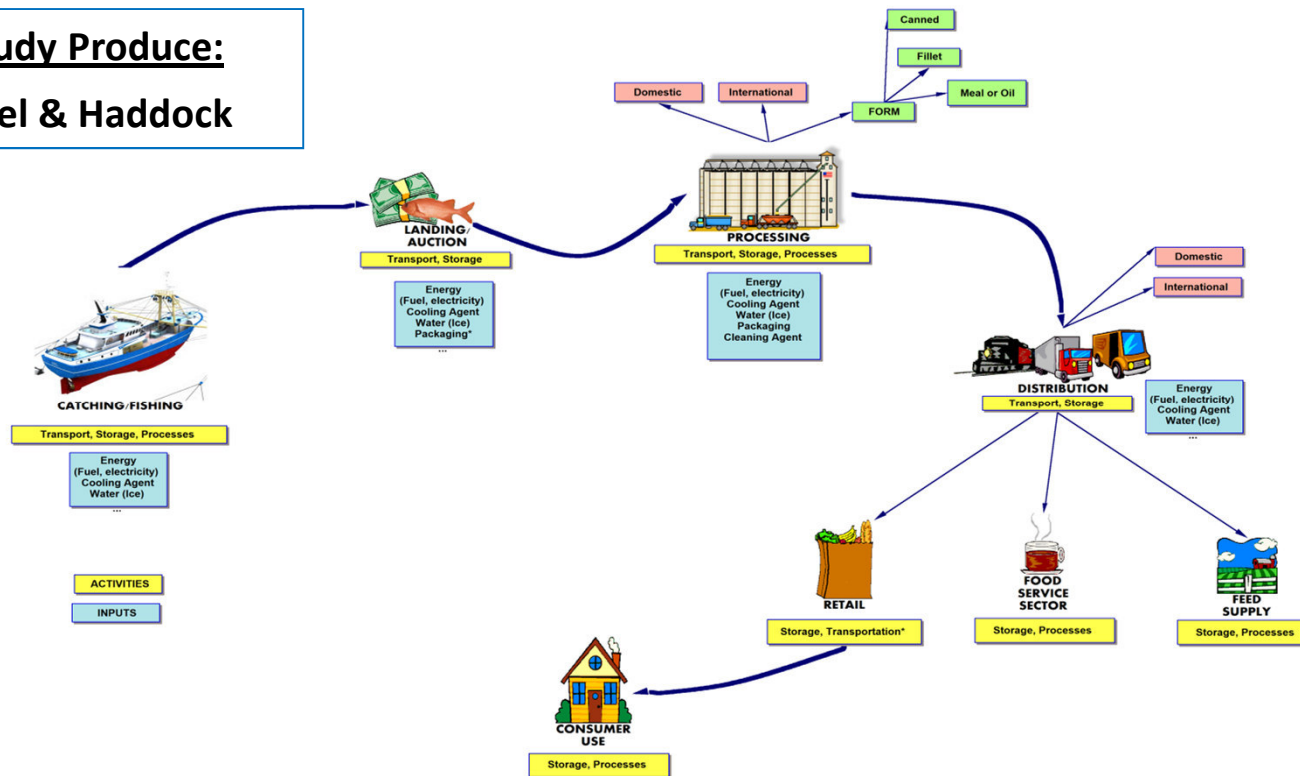 udy Produce:
el & Haddock
Canned
Fillet
Meal or Oil
FORM
Domestic
International
LANDING/
AUCTION
Transport, Storage
Energy
(Fuel, electricity)
Cooling Agent
Water (Ice)
Packaging*
...
PROCESSING
Transport, Storage, Processes
Energy
(Fuel, electricity)
Cooling Agent
Water (Ice)
Packaging
Cleaning Agent
Domestic
International
CATCHING/FISHING
Transport, Storage, Processes
Energy
(Fuel, electricity)
Cooling Agent
Water (Ice)
...
DISTRIBUTION
Transport, Storage
Energy
(Fuel, electricity)
Cooling Agent
Water (Ice)
...
ACTIVITIES
INPUTS
RETAIL
Storage, Transportation*
FOOD
SERVICE
SECTOR
Storage, Processes
FEED
SUPPLY
Storage, Processes
CONSUMER
USE
Storage, Processes